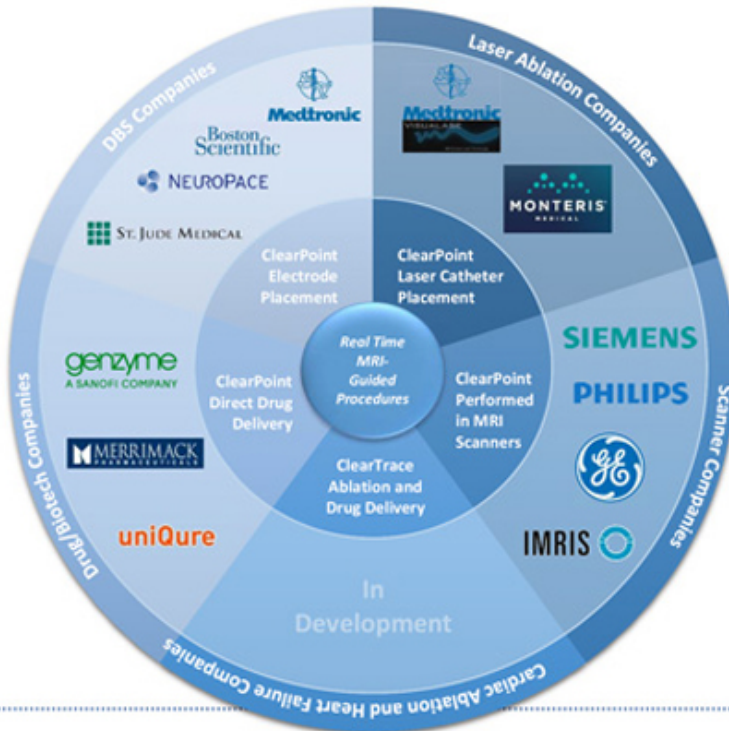 DBS Companies
Medtronic
Boston
Scientific
NEUROPACE
ST. JUDE MEDICAL
ClearPoint
Electrode
Placement
Laser Ablation Companies
Medtronic
VISUALASE
MONTERIS
MEDICAL
ClearPoint
Laser Catheter
Placement
Real Time
MRI-
Guided
Procedures
Scanner Companies
SIEMENS
PHILIPS
GE
IMRIS
ClearPoint
Performed
in MRI
Scanners
Drug/Biotech Companies
genzyme
A SANOFI COMPANY
MERRIMACK
PHARMACEUTICALS
uniQure
ClearPoint
Direct Drug
Delivery
ClearTrace
Ablation and
Drug Delivery
In
Development
Cardiac Ablation and Heart Failure Companies